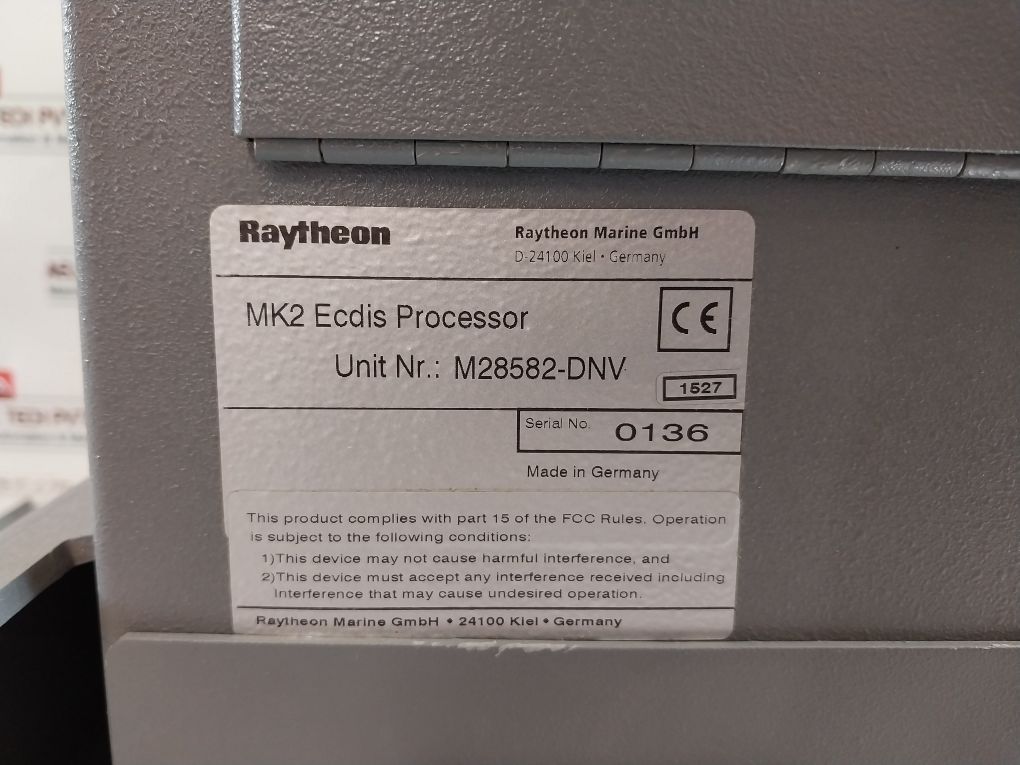 Raytheon
Raytheon Marine GmbH
D-24100 Kiel • Germany
MK2 Ecdis Processor
CE
Unit Nr.: M28582-DNV
1527
Serial No. 0136
Made in Germany
This product complies with part 15 of the FCC Rules. Operation
is subject to the following conditions:
1)This device may not cause harmful interference, and
2)This device must accept any interference received including
Interference that may cause undesired operation.
Raytheon Marine GmbH • 24100 Kiel • Germany